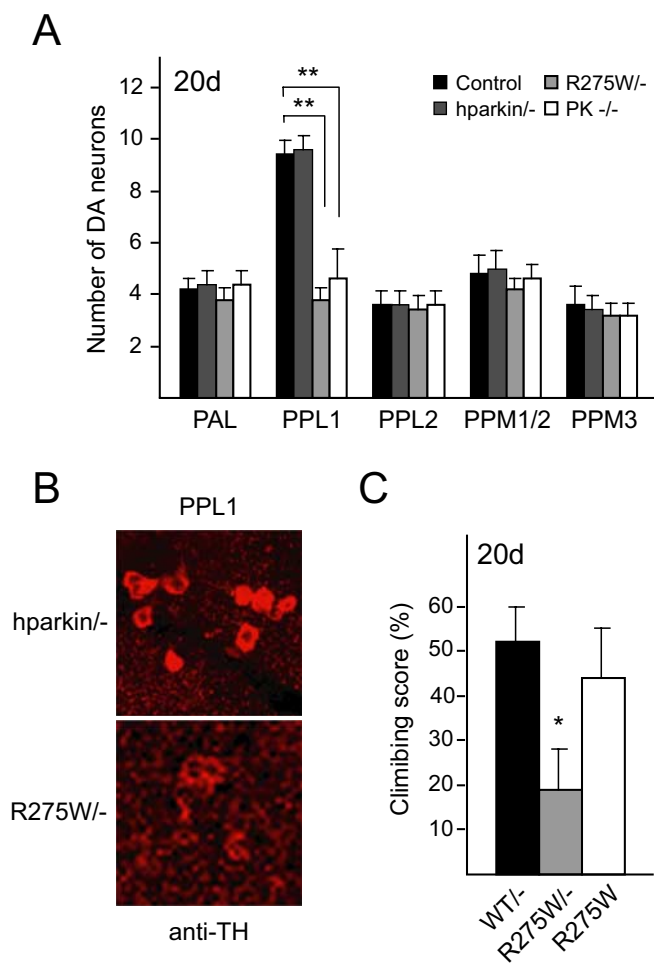 A
20d
Control
R275W/-
hparkin/-
PK -/-
**
**
Number of DA neurons
12
10
8
6
4
2
PAL PPL1 PPL2 PPM1/2 PPM3
B
PPL1
hparkin/-
R275W/-
anti-TH
C
20d
Climibing score (%)
60
50
40
30
20
10
*
WT/-
R275W/-
R275W